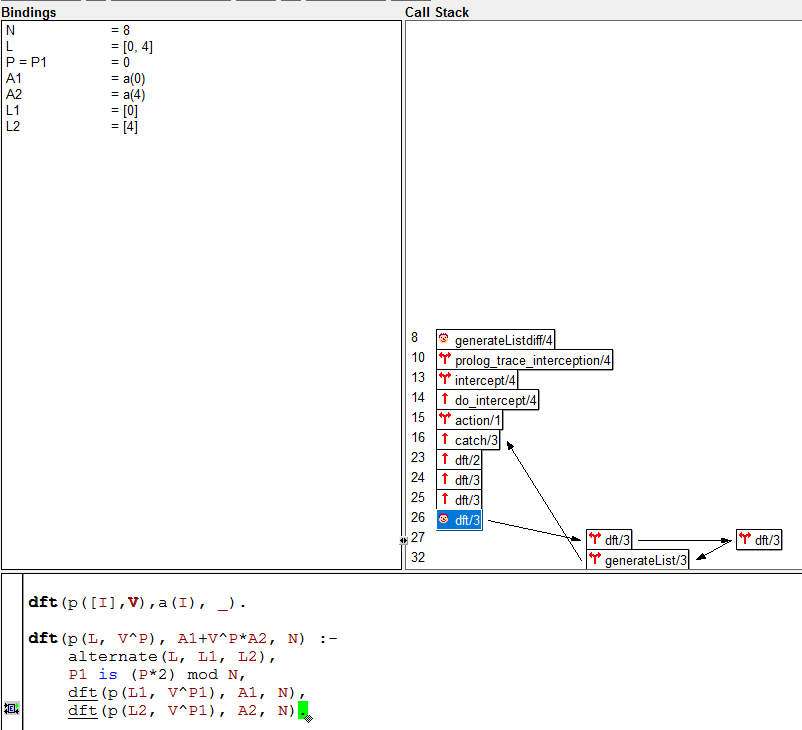 Bindings
N = 8
L = [0, 4]
P = P1 = 0
A1 = a(0)
A2 = a(4)
L1 = [0]
L2 = [4]
Call Stack
8 generateListdiff/4
10 prolog_trace_interception/4
13 intercept/4
14 do_intercept/4
15 action/1
16 catch/3
23 dft/2
24 dft/3
25 dft/3
26 dft/3
27 dft/3 dft/3
32 generateList/3
dft(p([I],V),a(I), _).
dft(p(L, V^P), A1+V^P*A2, N) :-
alternate(L, L1, L2),
P1 is (P*2) mod N,
dft(p(L1, V^P1), A1, N),
dft(p(L2, V^P1), A2, N).